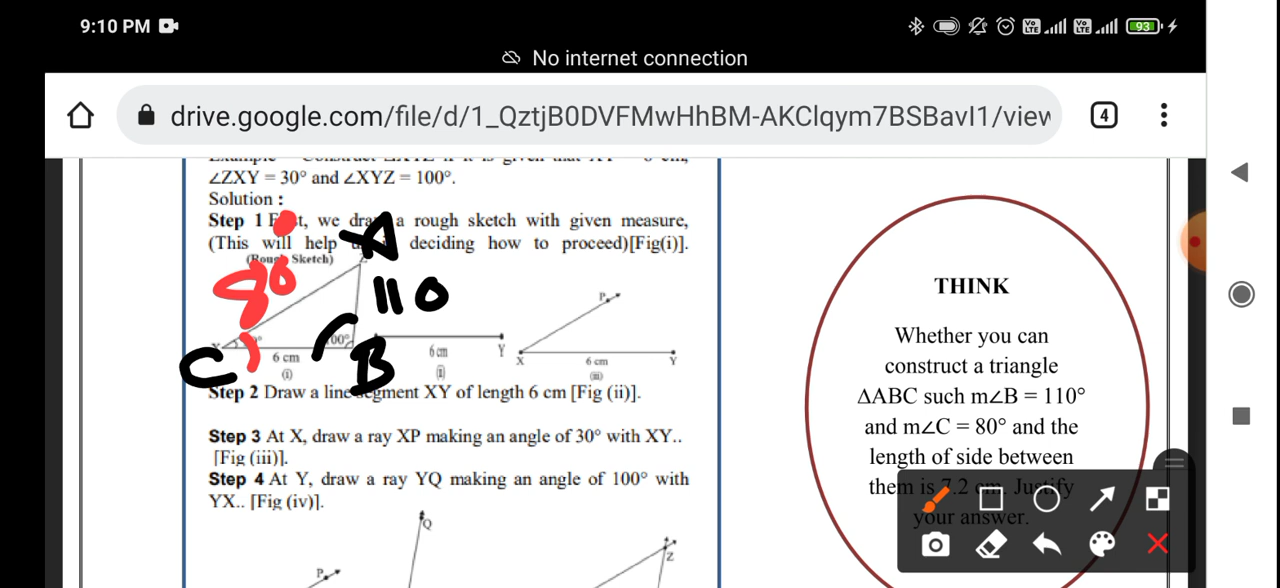 9:10 PM
93
No internet connection
drive.google.com/file/d/1_QztjB0DVFMwHhBM-AKClqym7BSBavI1/view
4
∠ZXY = 30° and ∠XYZ = 100°.
Solution :
Step 1 First, we draw a rough sketch with given measure,
(This will help deciding how to proceed)[Fig(i)].
(Rough Sketch)
A
80°
110
Z
P
C
B
6 cm
(i)
6 cm
(ii)
Y
X
6 cm
(iii)
Y
Step 2 Draw a line segment XY of length 6 cm [Fig (ii)].
Step 3 At X, draw a ray XP making an angle of 30° with XY..
[Fig (iii)].
Step 4 At Y, draw a ray YQ making an angle of 100° with
YX.. [Fig (iv)].
Q
P
Z
THINK
Whether you can
construct a triangle
ΔABC such m∠B = 110°
and m∠C = 80° and the
length of side between
them is 7.2 cm. Justify
your answer.